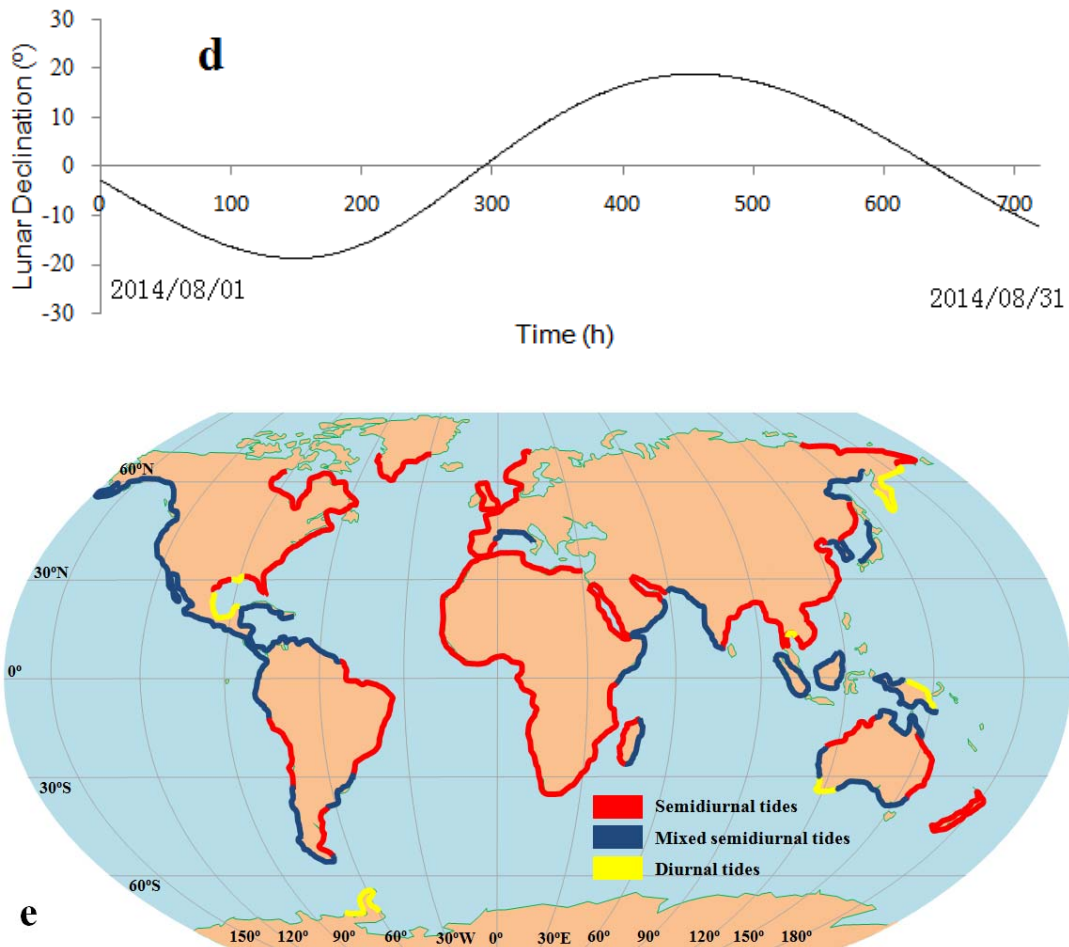 d
Lunar Declination (º)
30
20
10
0
-10
-20
-30
0 100 200 300 400 500 600 700
2014/08/01
2014/08/31
Time (h)
60ºN
30ºN
0º
30ºS
60ºS
Semidiurnal tides
Mixed semidiurnal tides
Diurnal tides
e
150º 120º 90º 60º 30ºW 0º 30ºE 60º 90º 120º 150º 180º